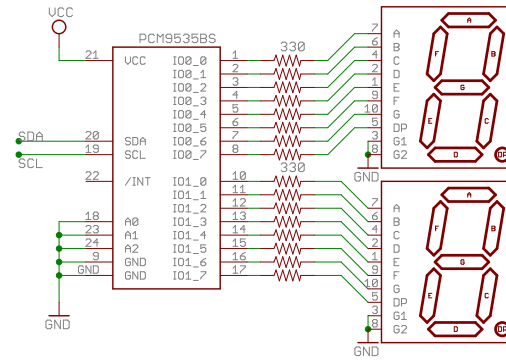 VCC
PCM9535BS
21 VCC
20 SDA
19 SCL
22 /INT
18 A0
23 A1
24 A2
9 GND
GND GND
SDA
SCL
GND
IO0_0 1
IO0_1 2
IO0_2 3
IO0_3 4
IO0_4 5
IO0_5 6
IO0_6 7
IO0_7 8
IO1_0 10
IO1_1 11
IO1_2 12
IO1_3 13
IO1_4 14
IO1_5 15
IO1_6 16
IO1_7 17
330
330
7 A
6 B
4 C
2 D
1 E
9 F
10 G
5 DP
3 G1
8 G2
GND
A
F B
G
E C
D DP
7 A
6 B
4 C
2 D
1 E
9 F
10 G
5 DP
3 G1
8 G2
GND
A
F B
G
E C
D DP